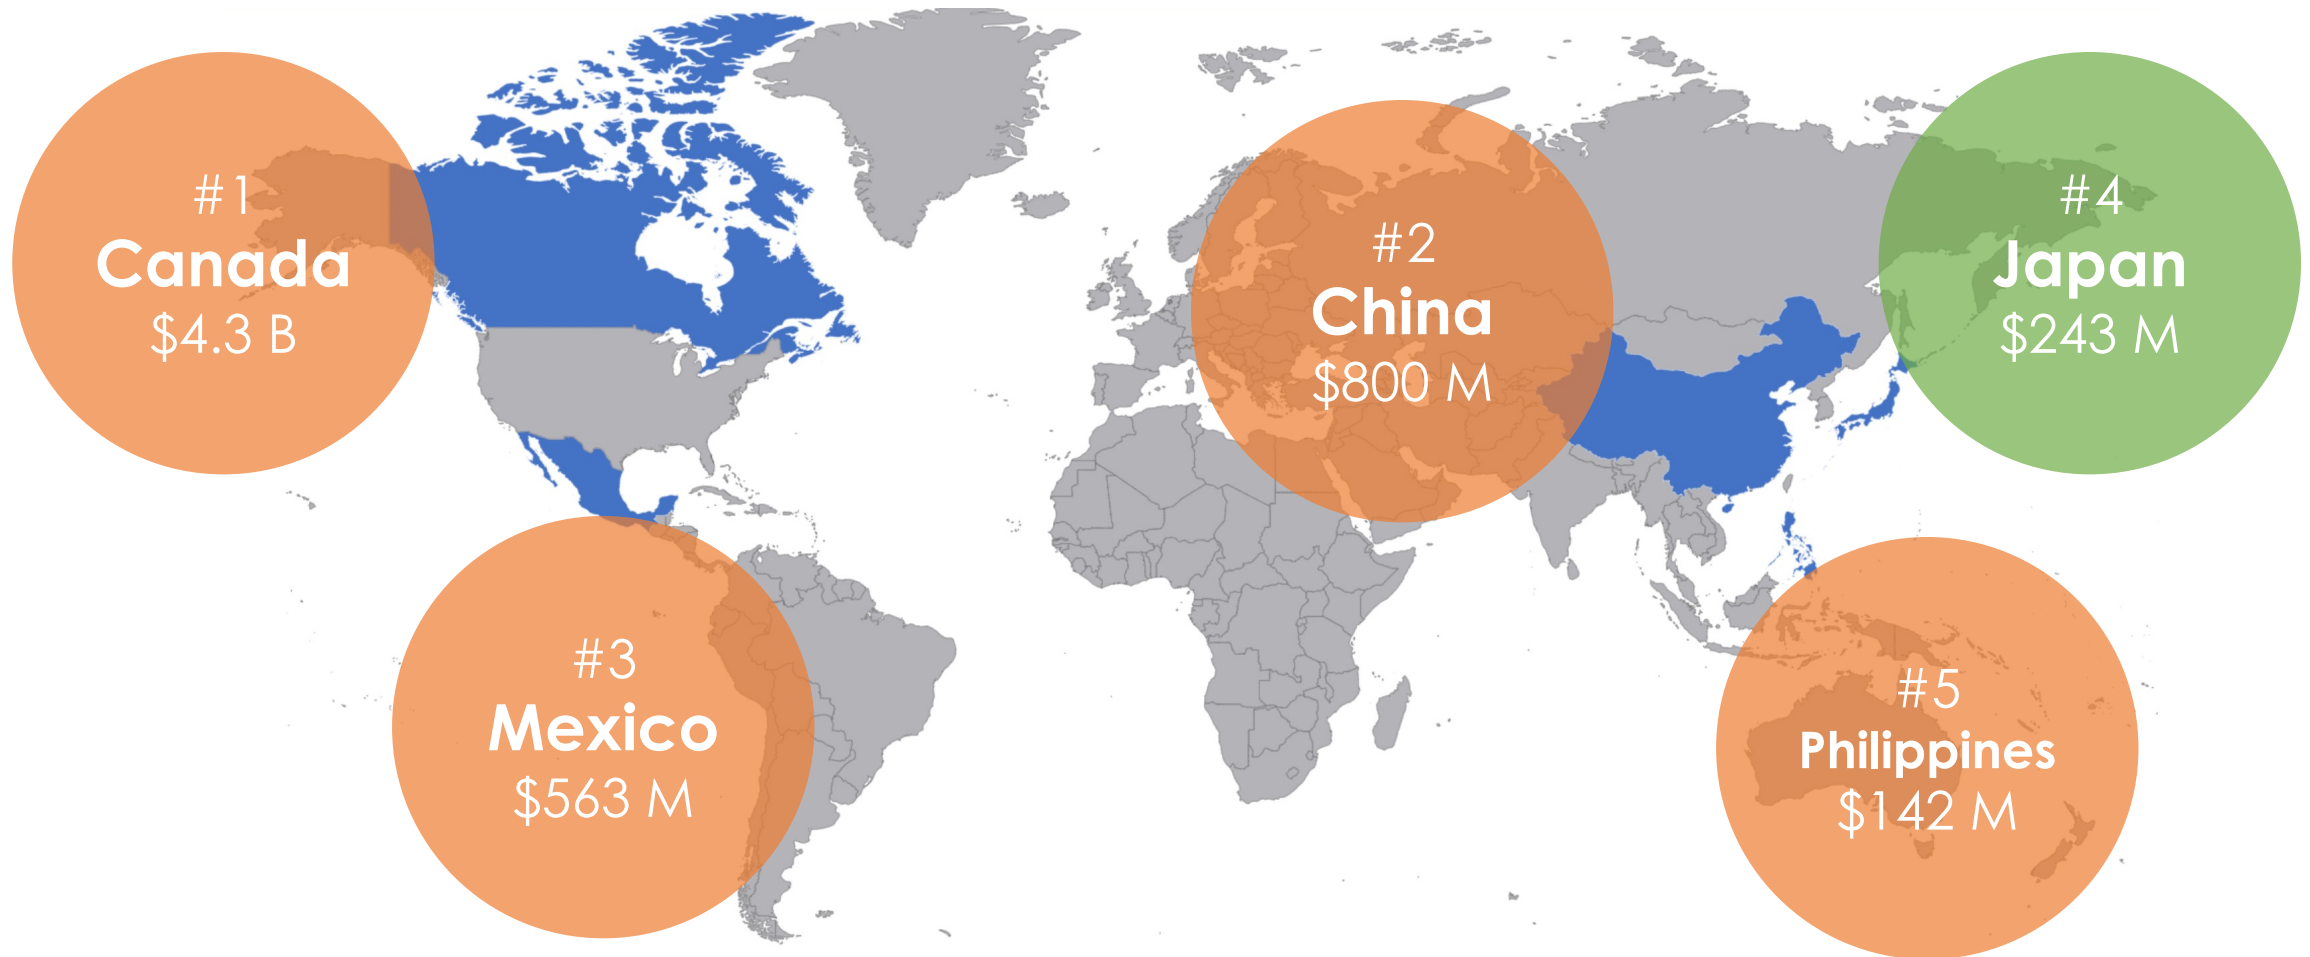 #1
Canada
$4.3 B
#2
China
$800 M
#4
Japan
$243 M
#3
Mexico
$563 M
#5
Philippines
$142 M